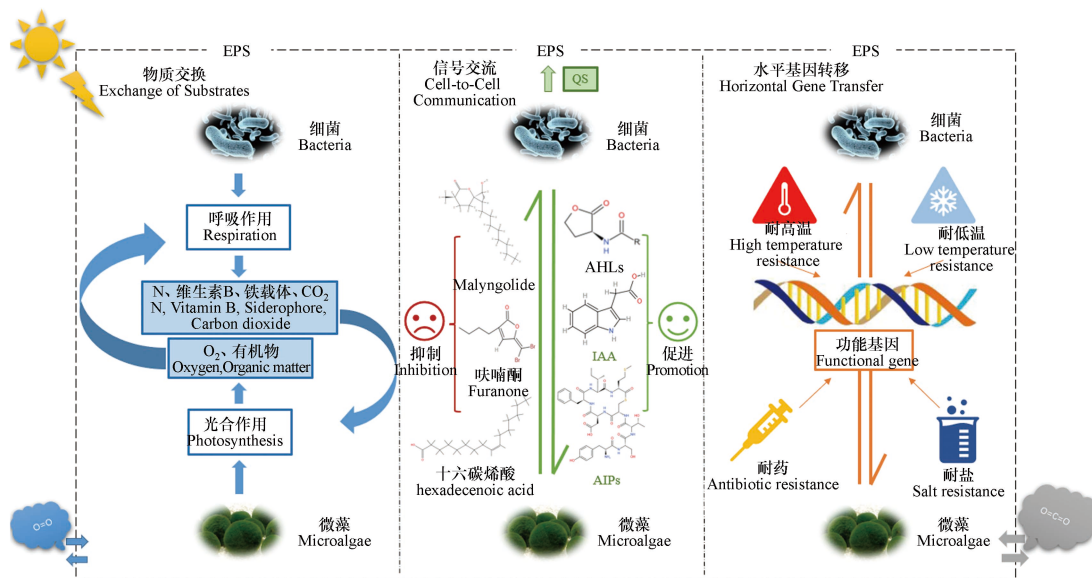 EPS
物质交换
Exchange of Substrates
细菌
Bacteria
呼吸作用
Respiration
N、维生素B、铁载体、CO2
N, Vitamin B, Siderophore,
Carbon dioxide
O2、有机物
Oxygen,Organic matter
光合作用
Photosynthesis
微藻
Microalgae
O=O
EPS
信号交流
Cell-to-Cell
Communication
QS
细菌
Bacteria
Malyngolide
抑制
Inhibition
呋喃酮
Furanone
十六碳烯酸
hexadecenoic acid
O
O
O
N
H
R
AHLs
O
H
O
N
H
IAA
促进
Promotion
AIPs
Br
Br
微藻
Microalgae
EPS
水平基因转移
Horizontal Gene Transfer
细菌
Bacteria
耐高温
High temperature
resistance
耐低温
Low temperature
resistance
功能基因
Functional gene
耐药
Antibiotic resistance
耐盐
Salt resistance
微藻
Microalgae
O=C=O